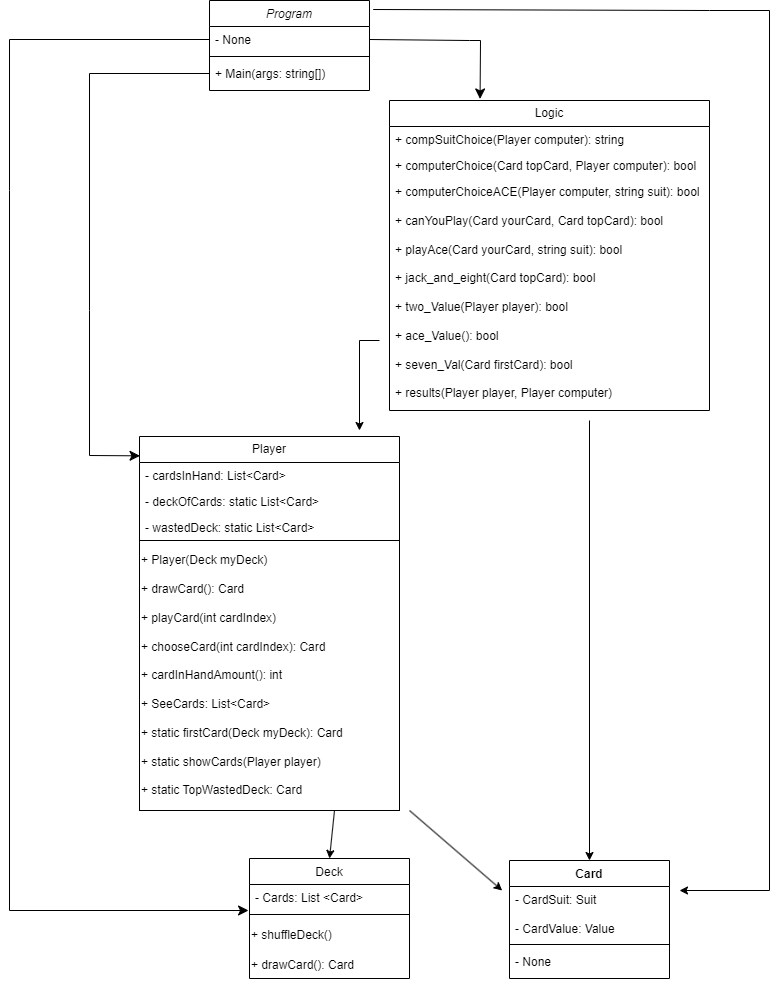 Program
- None
+ Main(args: string[])
Logic
+ compSuitChoice(Player computer): string
+ computerChoice(Card topCard, Player computer): bool
+ computerChoiceACE(Player computer, string suit): bool
+ canYouPlay(Card yourCard, Card topCard): bool
+ playAce(Card yourCard, string suit): bool
+ jack_and_eight(Card topCard): bool
+ two_Value(Player player): bool
+ ace_Value(): bool
+ seven_Val(Card firstCard): bool
+ results(Player player, Player computer)
Player
- cardsInHand: List<Card>
- deckOfCards: static List<Card>
- wastedDeck: static List<Card>
+ Player(Deck myDeck)
+ drawCard(): Card
+ playCard(int cardIndex)
+ chooseCard(int cardIndex): Card
+ cardInHandAmount(): int
+ SeeCards: List<Card>
+ static firstCard(Deck myDeck): Card
+ static showCards(Player player)
+ static TopWastedDeck: Card
Deck
- Cards: List <Card>
+ shuffleDeck()
+ drawCard(): Card
Card
- CardSuit: Suit
- CardValue: Value
- None